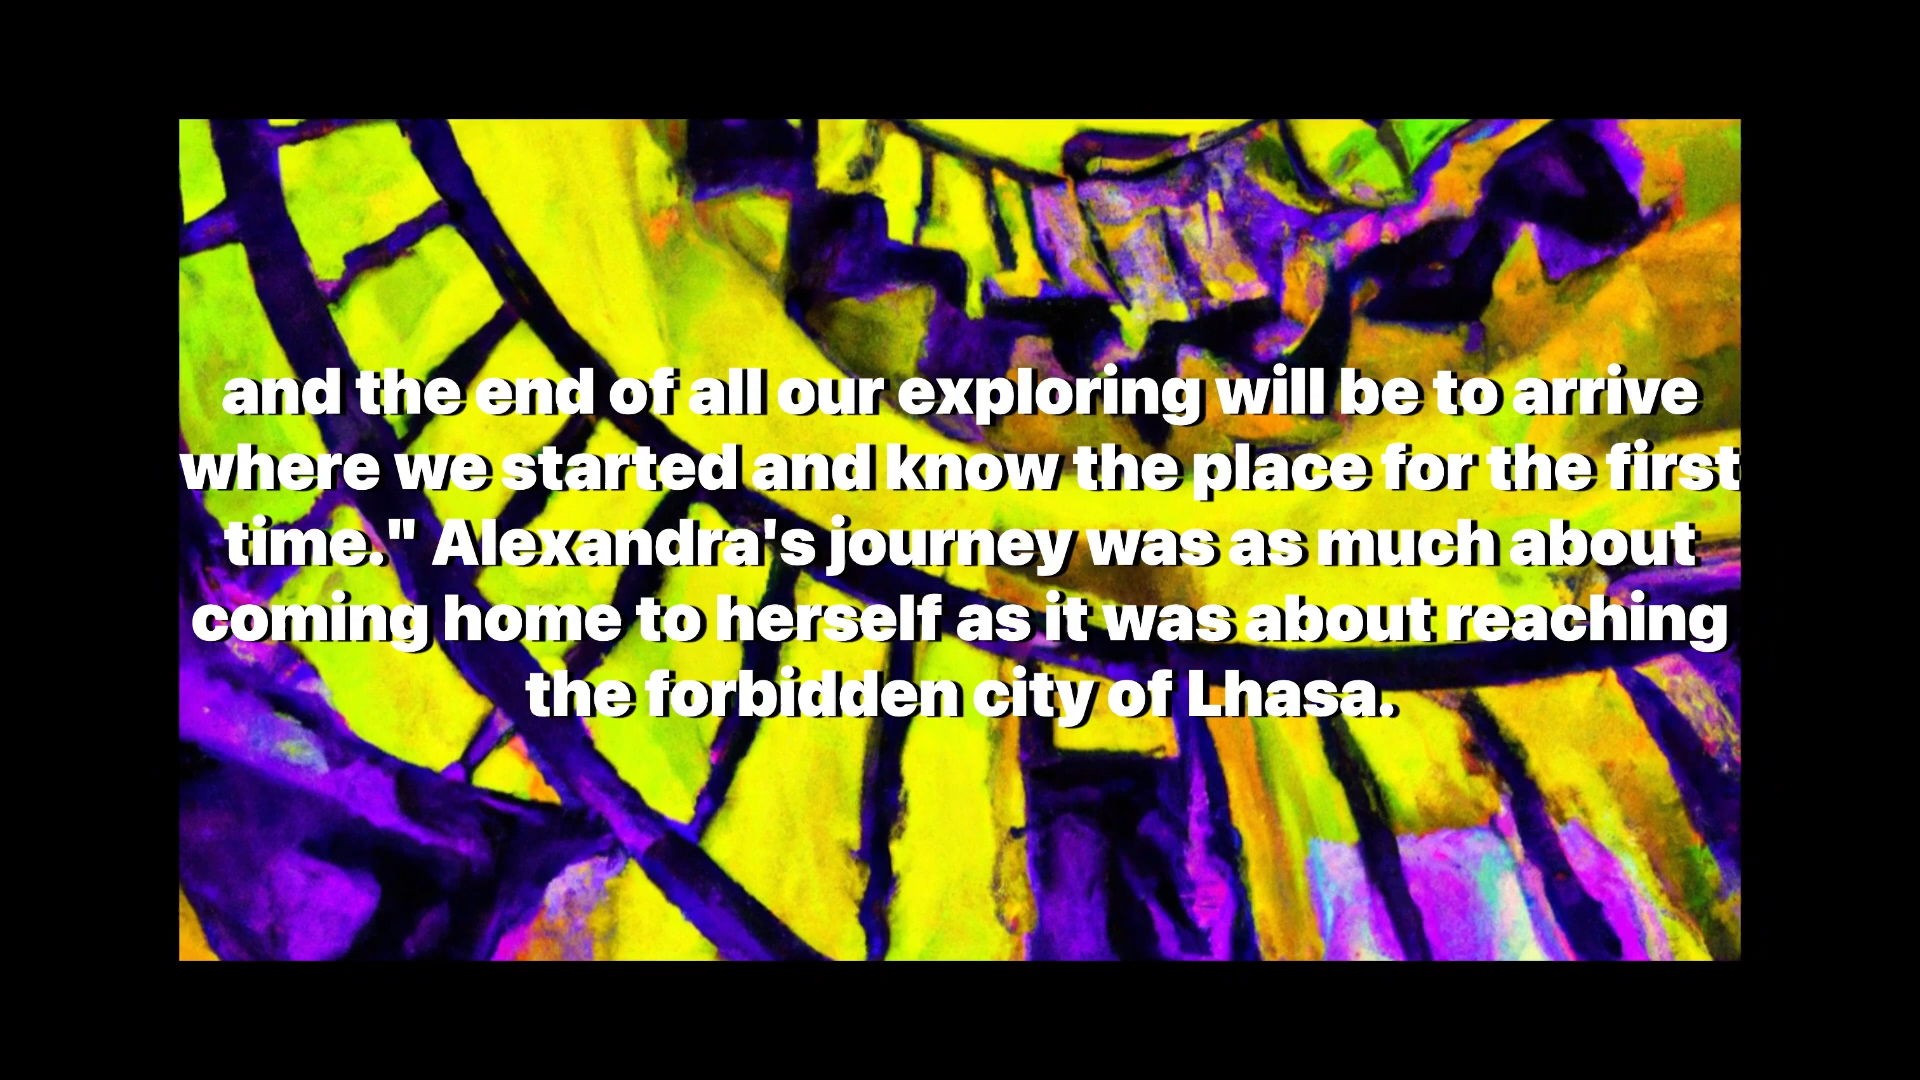 and the end of all our exploring will be to arrive
where we started and know the place for the first
time." Alexandra's journey was as much about
coming home to herself as it was about reaching
the forbidden city of Lhasa.